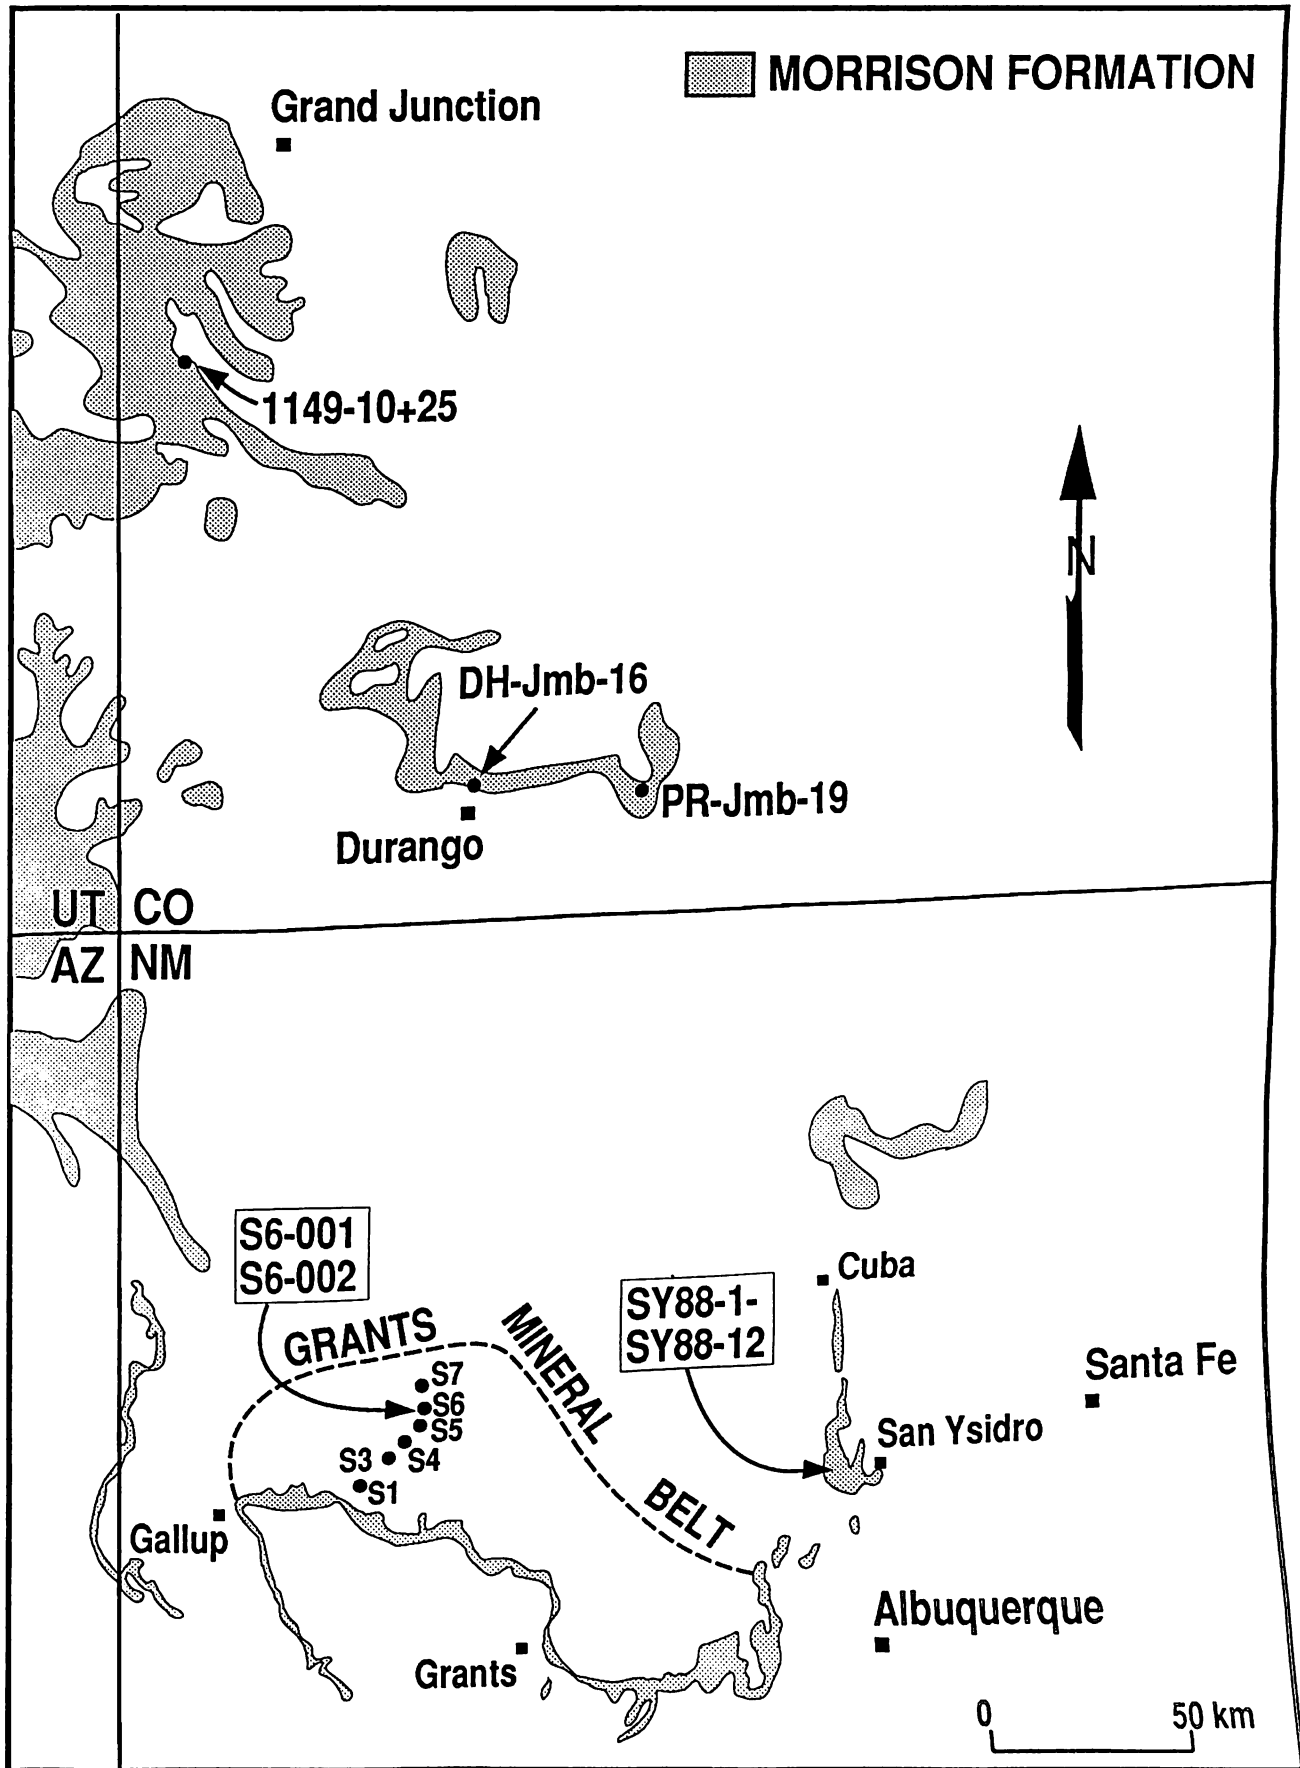 MORRISON FORMATION
Grand Junction
1149-10+25
N
DH-Jmb-16
PR-Jmb-19
Durango
UT CO
AZ NM
S6-001
S6-002
Cuba
SY88-1-
SY88-12
GRANTS MINERAL BELT
Santa Fe
S7
S6
S5
San Ysidro
S3 S4
S1
Gallup
Albuquerque
Grants
0 50 km